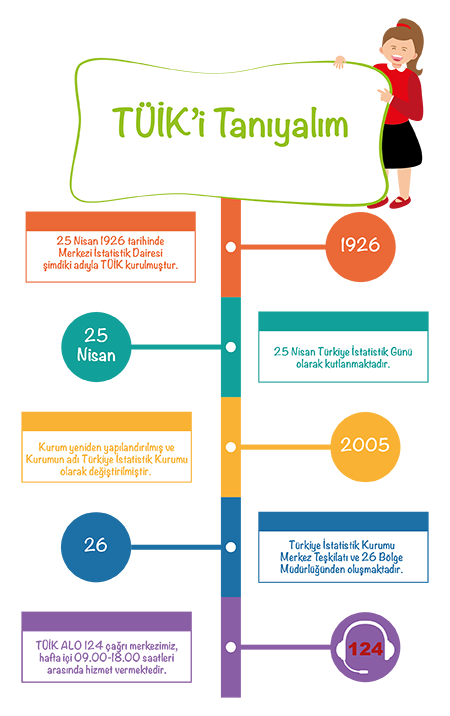 TÜİK'i Tanıyalım
25 Nisan 1926 tarihinde
Merkezi İstatistik Dairesi
şimdiki adıyla TÜİK kurulmuştur.
1926
25
Nisan
25 Nisan Türkiye İstatistik Günü
olarak kutlanmaktadır.
Kurum yeniden yapılandırılmış ve
Kurumun adı Türkiye İstatistik Kurumu
olarak değiştirilmiştir.
2005
26
Türkiye İstatistik Kurumu
Merkez Teşkilatı ve 26 Bölge
Müdürlüğünden oluşmaktadır.
TÜİK ALO 124 çağrı merkezimiz,
hafta içi 09.00-18.00 saatleri
arasında hizmet vermektedir.
124